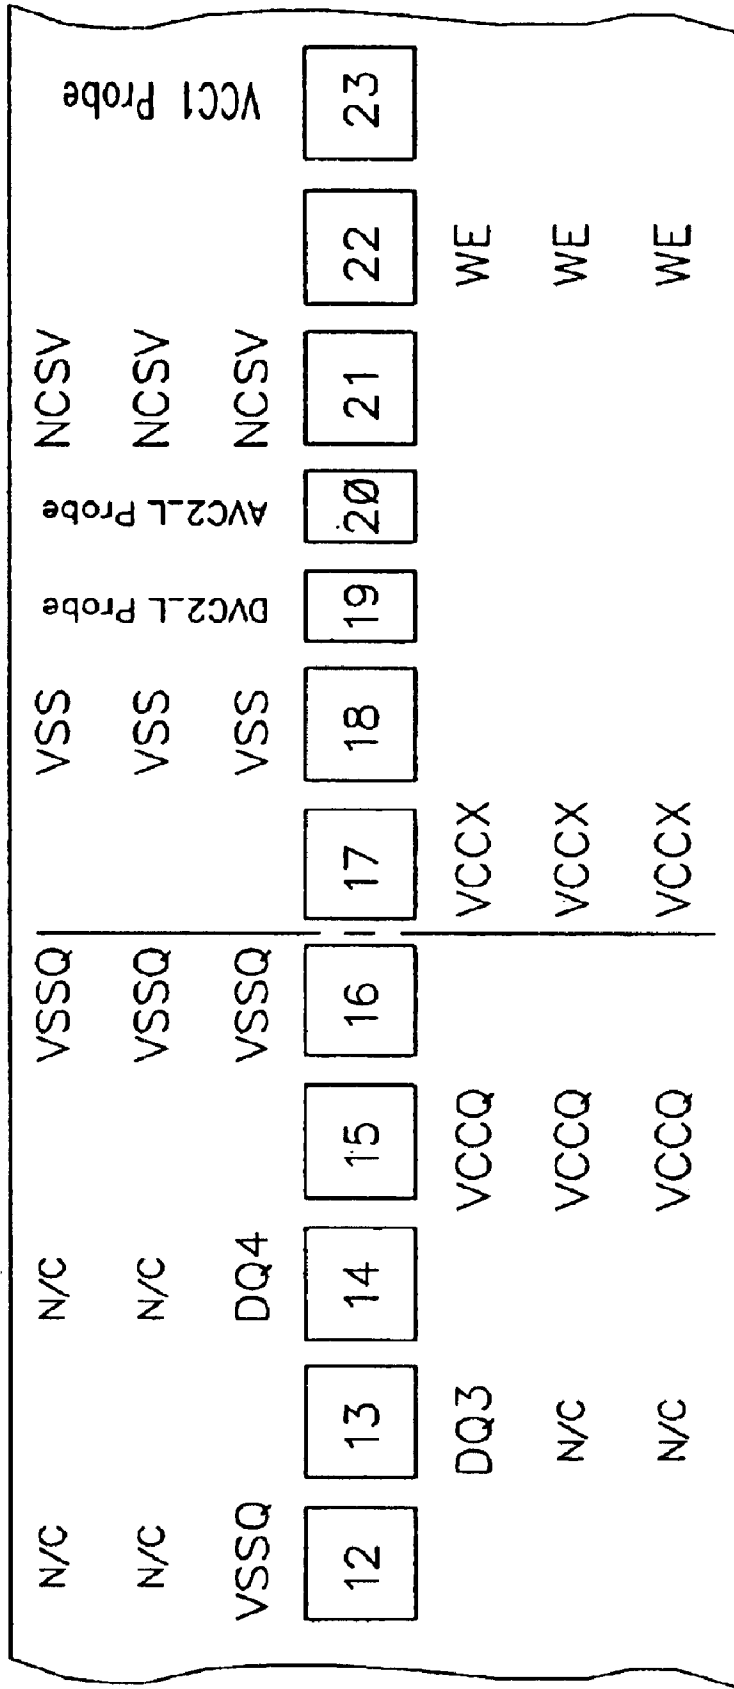 N/C N/C VSSQ VSS NCSV
N/C N/C VSSQ VSS NCSV
VSSQ DQ4 VSSQ VSS NCSV
DVC2_L Probe
AVC2_L Probe
VCC1 Probe
12 13 14 15 16 17 18 19 20 21 22 23
DQ3 VCCQ VCCX WE
N/C VCCQ VCCX WE
N/C VCCQ VCCX WE